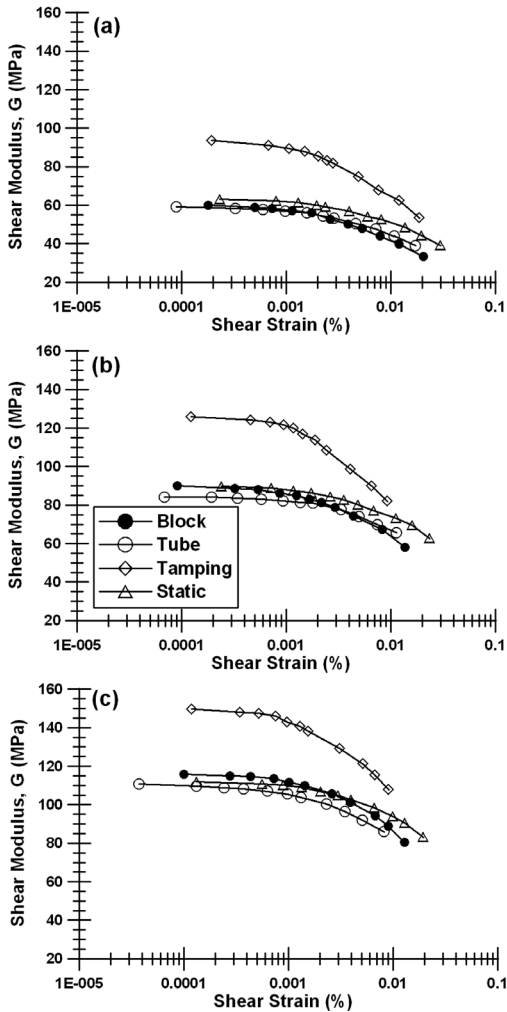 (a)
Shear Modulus, G (MPa)
160
140
120
100
80
60
40
20
1E-005 0.0001 0.001 0.01 0.1
Shear Strain (%)
(b)
Shear Modulus, G (MPa)
160
140
120
100
80
60
40
20
Block
Tube
Tamping
Static
1E-005 0.0001 0.001 0.01 0.1
Shear Strain (%)
(c)
Shear Modulus, G (MPa)
160
140
120
100
80
60
40
20
1E-005 0.0001 0.001 0.01 0.1
Shear Strain (%)